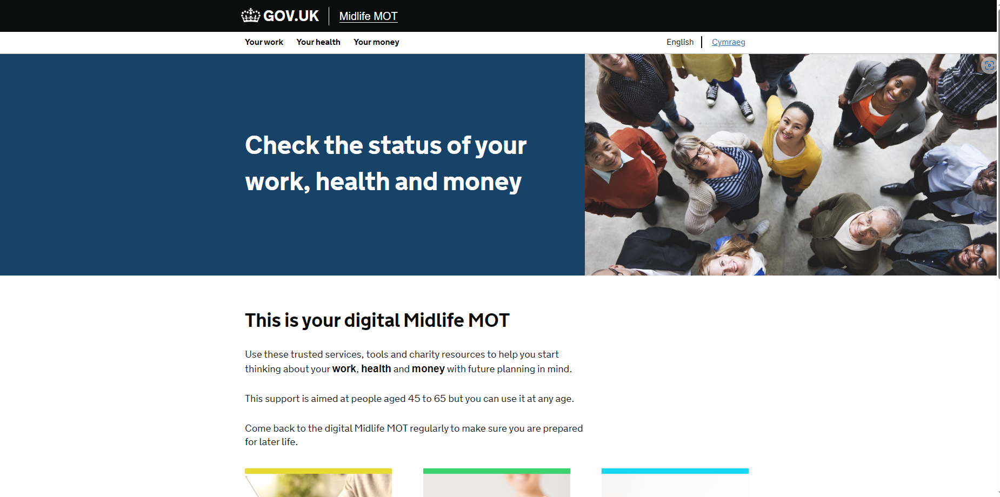 GOV.UK
Midlife MOT
Your work
Your health
Your money
English
Cymraeg
Check the status of your
work, health and money
This is your digital Midlife MOT
Use these trusted services, tools and charity resources to help you start
thinking about your work, health and money with future planning in mind.
This support is aimed at people aged 45 to 65 but you can use it at any age.
Come back to the digital Midlife MOT regularly to make sure you are prepared
for later life.